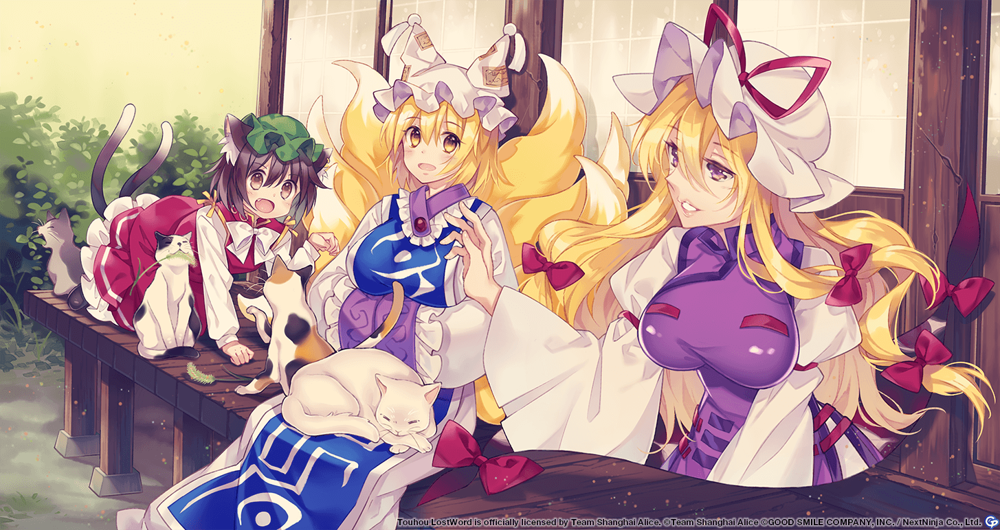 Touhou LostWord is officially licensed by Team Shanghai Alice. ©Team Shanghai Alice ©GOOD SMILE COMPANY, INC. / NextNinja Co., Ltd.